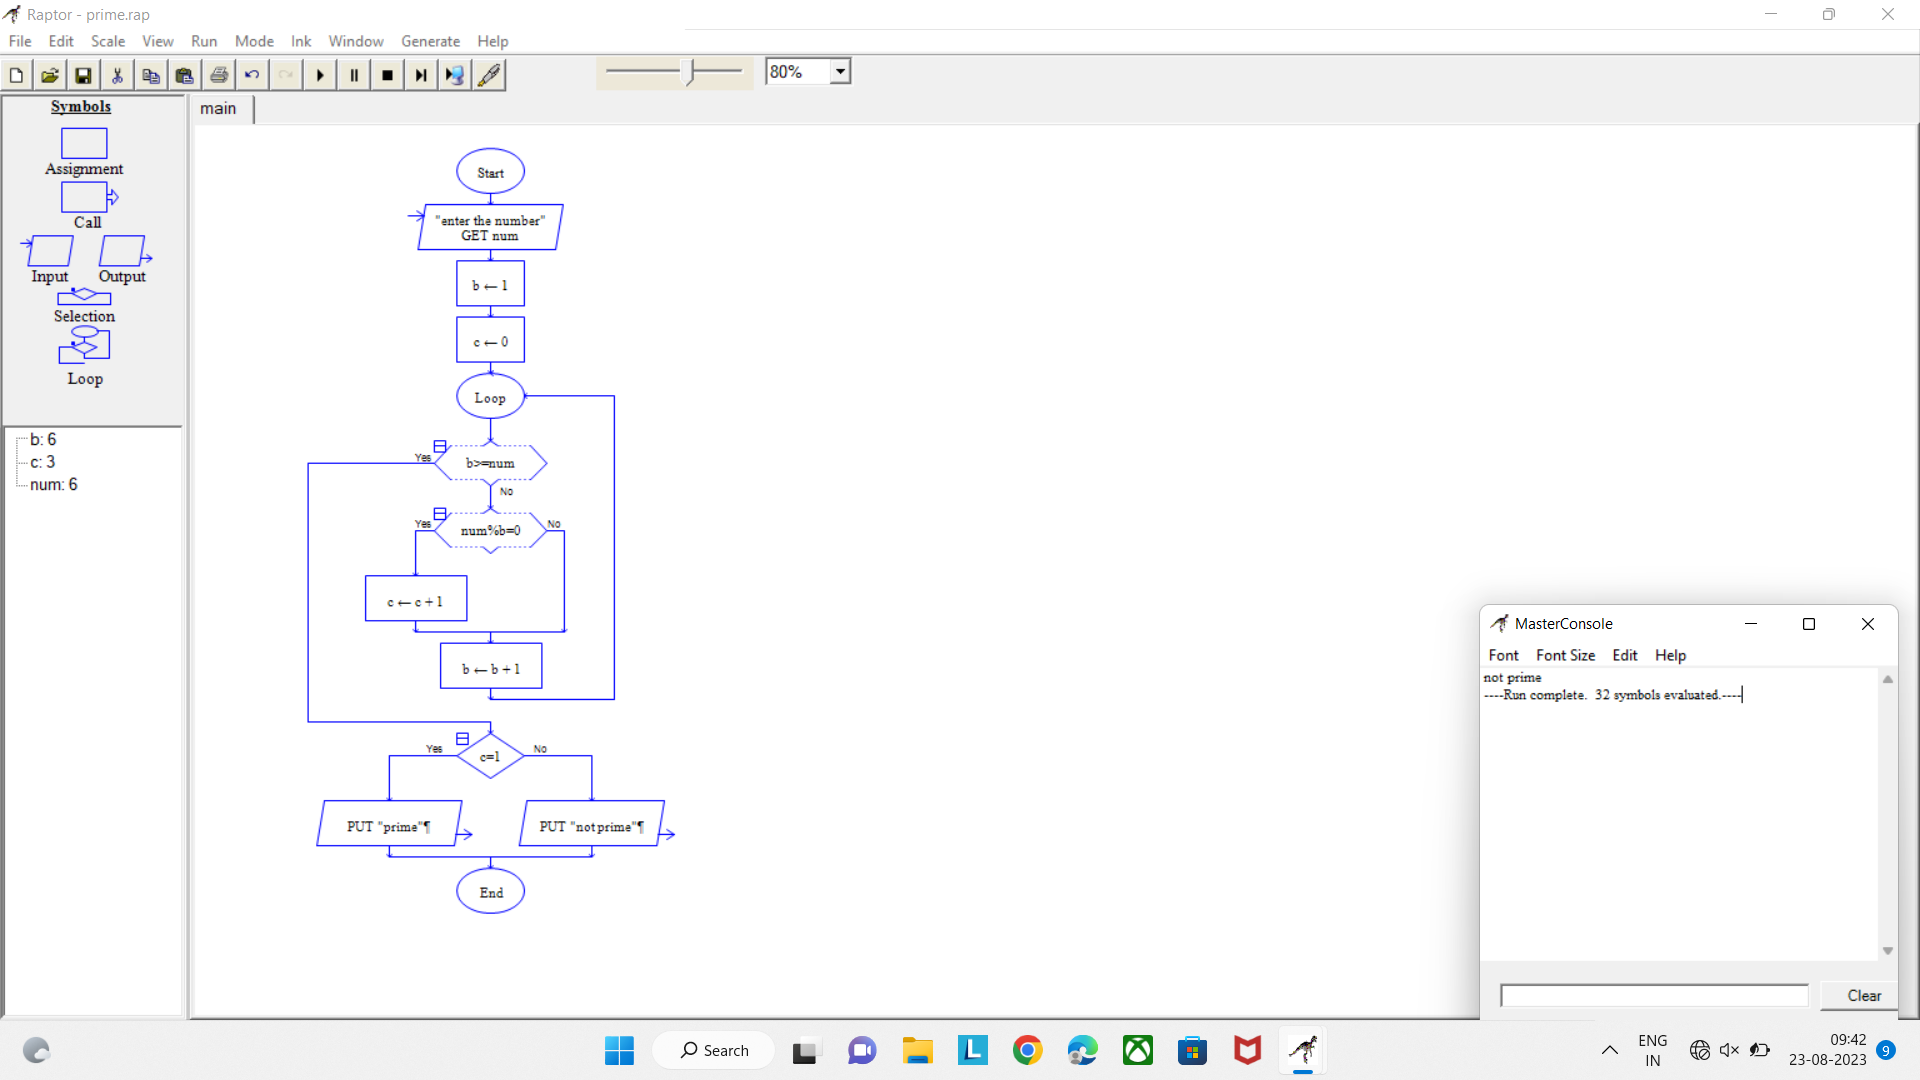 Raptor - prime.rap
File Edit Scale View Run Mode Ink Window Generate Help
80%
Symbols
Assignment
Call
Input Output
Selection
Loop
b: 6
c: 3
num: 6
main
Start
"enter the number"
GET num
b ← 1
c ← 0
Loop
Yes b>=num
No
Yes num%b=0 No
c ← c + 1
b ← b + 1
Yes c=1 No
PUT "prime"¶ PUT "not prime"¶
End
MasterConsole
Font Font Size Edit Help
not prime
----Run complete. 32 symbols evaluated.----
Clear
Search
L
ENG
IN
09:42
23-08-2023
9